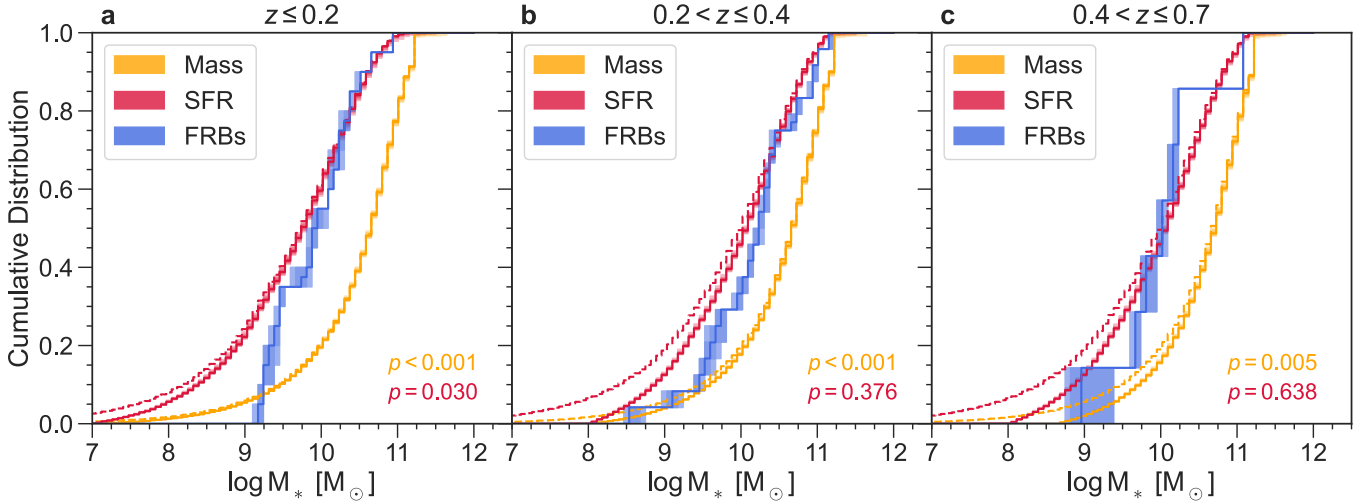 a z ≤ 0.2
b 0.2 < z ≤ 0.4
c 0.4 < z ≤ 0.7
Cumulative Distribution
1.0
0.8
0.6
0.4
0.2
0.0
Mass
SFR
FRBs
p < 0.001
p = 0.030
7 8 9 10 11 12
log M* [M⊙]
Mass
SFR
FRBs
p < 0.001
p = 0.376
7 8 9 10 11 12
log M* [M⊙]
Mass
SFR
FRBs
p = 0.005
p = 0.638
7 8 9 10 11 12
log M* [M⊙]